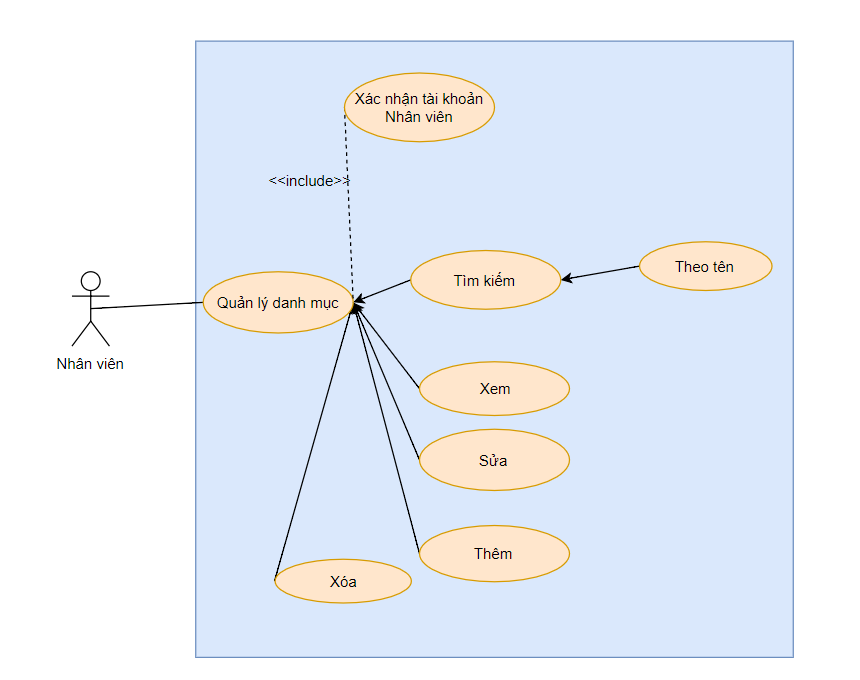 Xác nhận tài khoản
Nhân viên
<<include>>
Tìm kiếm
Theo tên
Quản lý danh mục
Nhân viên
Xem
Sửa
Thêm
Xóa